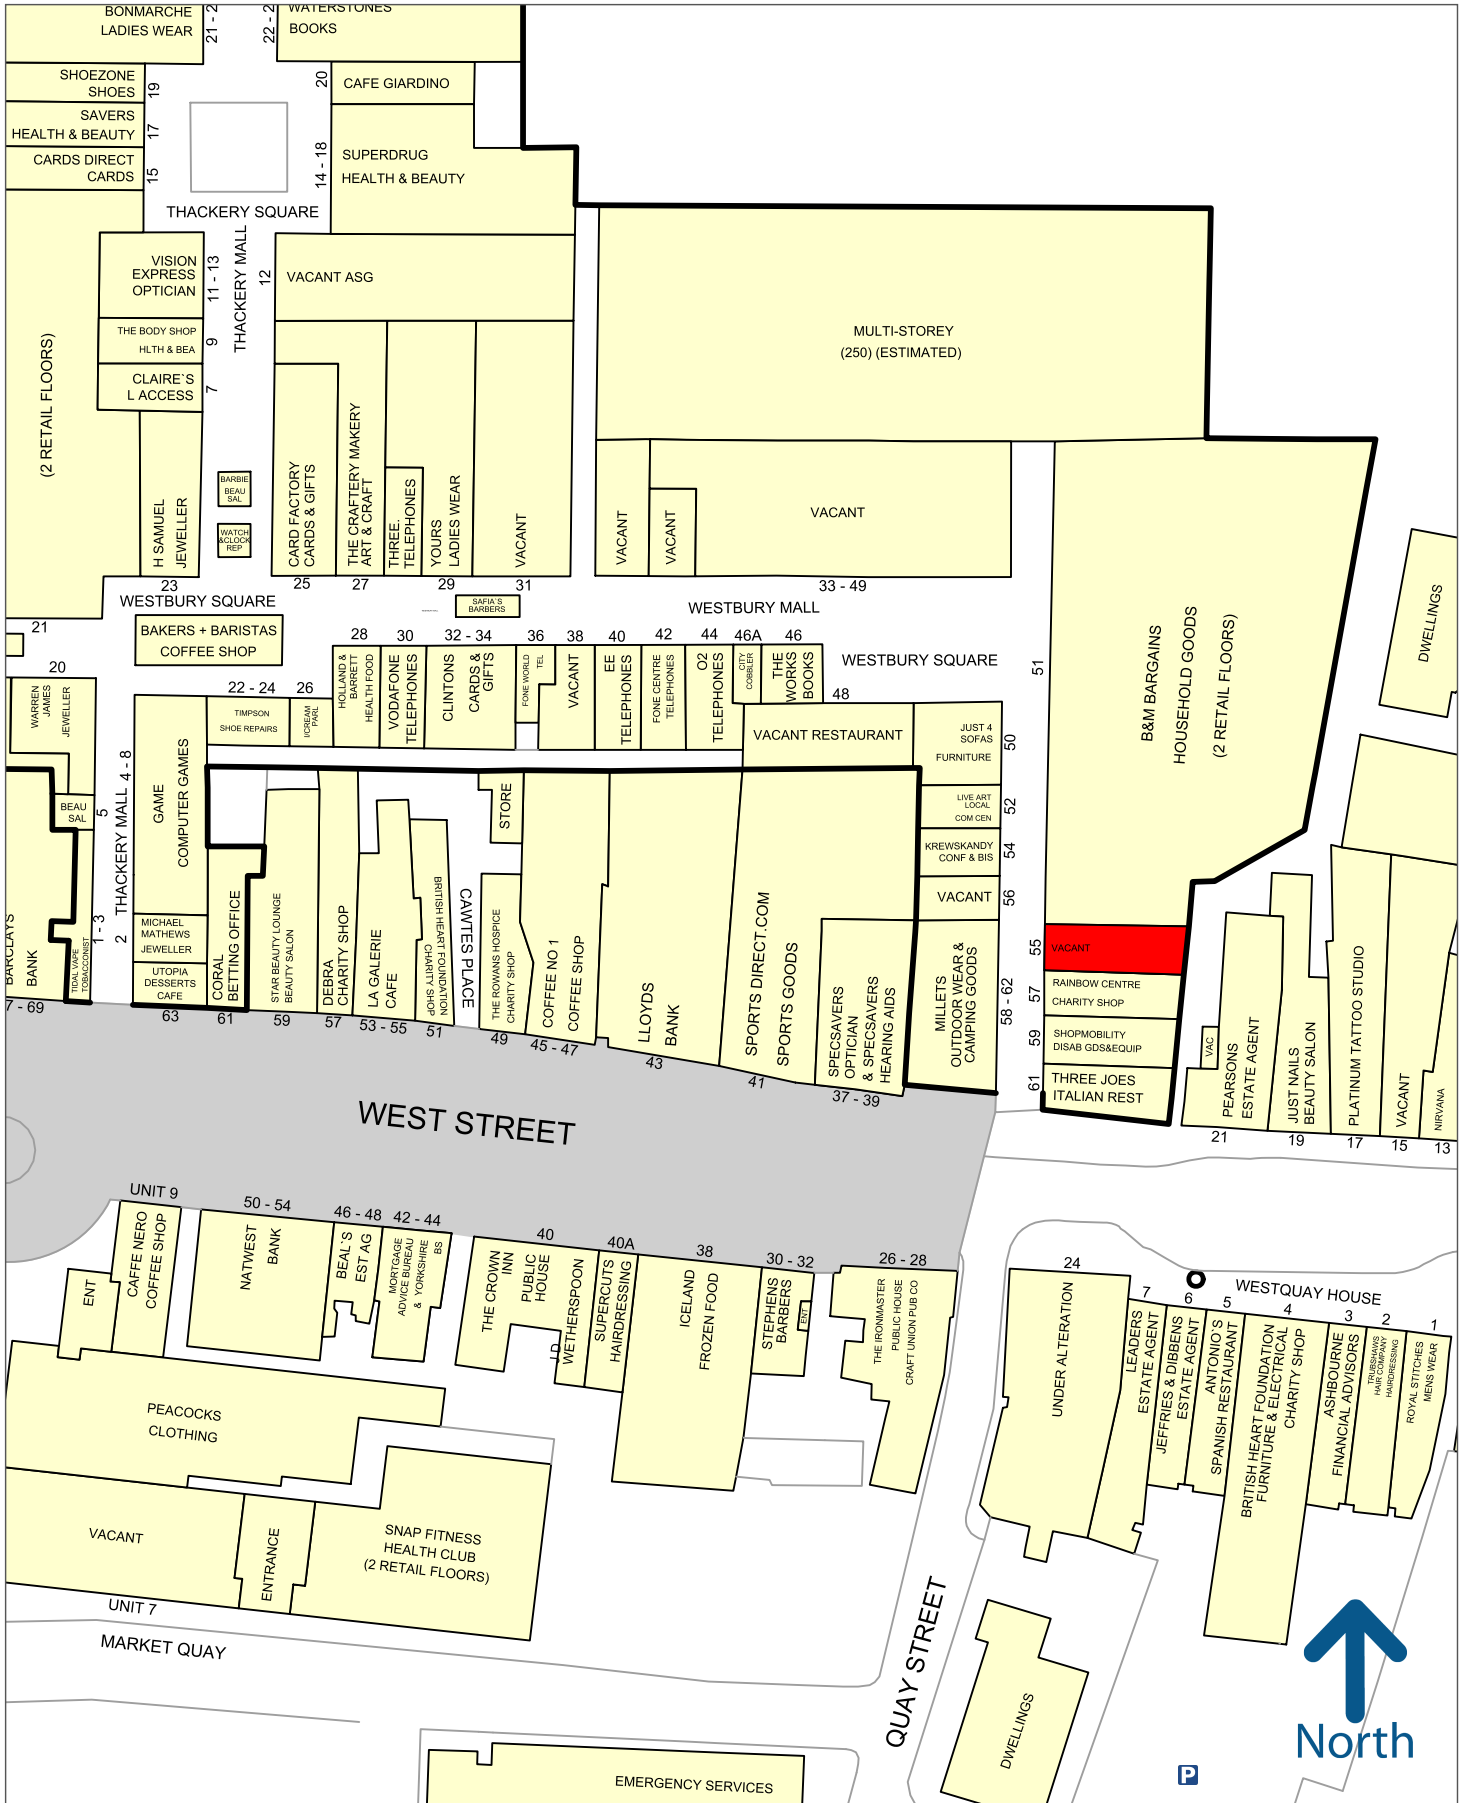 BONMARCHE
LADIES WEAR
21 - 2
22 - 2
WATERSTONES
BOOKS
SHOEZONE
SHOES
19
20
CAFE GIARDINO
SAVERS
HEALTH & BEAUTY
17
CARDS DIRECT
CARDS
15
14 - 18
SUPERDRUG
HEALTH & BEAUTY
THACKERY SQUARE
THACKERY MALL
VISION
EXPRESS
OPTICIAN
11 - 13
12
VACANT ASG
THE BODY SHOP
HLTH & BEA
9
CLAIRE`S
L ACCESS
7
(2 RETAIL FLOORS)
MULTI-STOREY
(250) (ESTIMATED)
H SAMUEL
JEWELLER
23
BARBIE
BEAU
SAL
WATCH
&CLOCK
REP
CARD FACTORY
CARDS & GIFTS
25
THE CRAFTERY MAKERY
ART & CRAFT
27
THREE.
TELEPHONES
YOURS
LADIES WEAR
29
VACANT
31
VACANT
VACANT
VACANT
33 - 49
WESTBURY SQUARE
SAFIA`S
BARBERS
WESTBURY MALL
21
BAKERS + BARISTAS
COFFEE SHOP
20
WARREN
JAMES
JEWELLER
22 - 24
TIMPSON
SHOE REPAIRS
26
I/CREAM
PARL
28
HOLLAND &
BARRETT
HEALTH FOOD
30
VODAFONE
TELEPHONES
32 - 34
CLINTONS
CARDS &
GIFTS
36
FONE WORLD
TEL
38
VACANT
40
EE
TELEPHONES
42
FONE CENTRE
TELEPHONES
44
O2
TELEPHONES
46A
CITY
COBBLER
46
THE
WORKS
BOOKS
WESTBURY SQUARE
48
VACANT RESTAURANT
JUST 4
SOFAS
FURNITURE
50
LIVE ART
LOCAL
COM CEN
52
KREWSKANDY
CONF & BIS
54
VACANT
56
51
B&M BARGAINS
HOUSEHOLD GOODS
(2 RETAIL FLOORS)
DWELLINGS
BEAU
SAL
5
THACKERY MALL
4 - 8
GAME
COMPUTER GAMES
1 - 3
2
MICHAEL
MATHEWS
JEWELLER
UTOPIA
DESSERTS
CAFE
63
BARCLAYS
BANK
7 - 69
TIDAL VAPE
TOBACCONIST
CORAL
BETTING OFFICE
61
STAR BEAUTY LOUNGE
BEAUTY SALON
59
DEBRA
CHARITY SHOP
57
LA GALERIE
CAFE
53 - 55
BRITISH HEART FOUNDATION
CHARITY SHOP
51
CAWTES PLACE
STORE
THE ROWANS HOSPICE
CHARITY SHOP
49
COFFEE NO 1
COFFEE SHOP
45 - 47
LLOYDS
BANK
43
SPORTS DIRECT.COM
SPORTS GOODS
41
SPECSAVERS
OPTICIAN
& SPECSAVERS
HEARING AIDS
37 - 39
MILLETS
OUTDOOR WEAR &
CAMPING GOODS
58 - 62
55
VACANT
57
RAINBOW CENTRE
CHARITY SHOP
59
SHOPMOBILITY
DISAB GDS&EQUIP
61
THREE JOES
ITALIAN REST
VAC
PEARSONS
ESTATE AGENT
21
JUST NAILS
BEAUTY SALON
19
PLATINUM TATTOO STUDIO
17
VACANT
15
NIRVANA
13
WEST STREET
UNIT 9
CAFFE NERO
COFFEE SHOP
ENT
50 - 54
NATWEST
BANK
46 - 48
BEAL`S
EST AG
42 - 44
MORTGAGE
ADVICE BUREAU
& YORKSHIRE
BS
40
THE CROWN
INN
PUBLIC
HOUSE
J D
WETHERSPOON
40A
SUPERCUTS
HAIRDRESSING
38
ICELAND
FROZEN FOOD
30 - 32
STEPHENS
BARBERS
ENT
26 - 28
THE IRONMASTER
PUBLIC HOUSE
CRAFT UNION PUB CO
24
UNDER ALTERATION
WESTQUAY HOUSE
7
LEADERS
ESTATE AGENT
6
JEFFRIES & DIBBENS
ESTATE AGENT
5
ANTONIO'S
SPANISH RESTAURANT
4
BRITISH HEART FOUNDATION
FURNITURE & ELECTRICAL
CHARITY SHOP
3
ASHBOURNE
FINANCIAL ADVISORS
2
TRUBSHAWS
HAIR COMPANY
HAIRDRESSING
1
ROYAL STITCHES
MENS WEAR
PEACOCKS
CLOTHING
VACANT
ENTRANCE
SNAP FITNESS
HEALTH CLUB
(2 RETAIL FLOORS)
UNIT 7
MARKET QUAY
QUAY STREET
DWELLINGS
EMERGENCY SERVICES
P
North